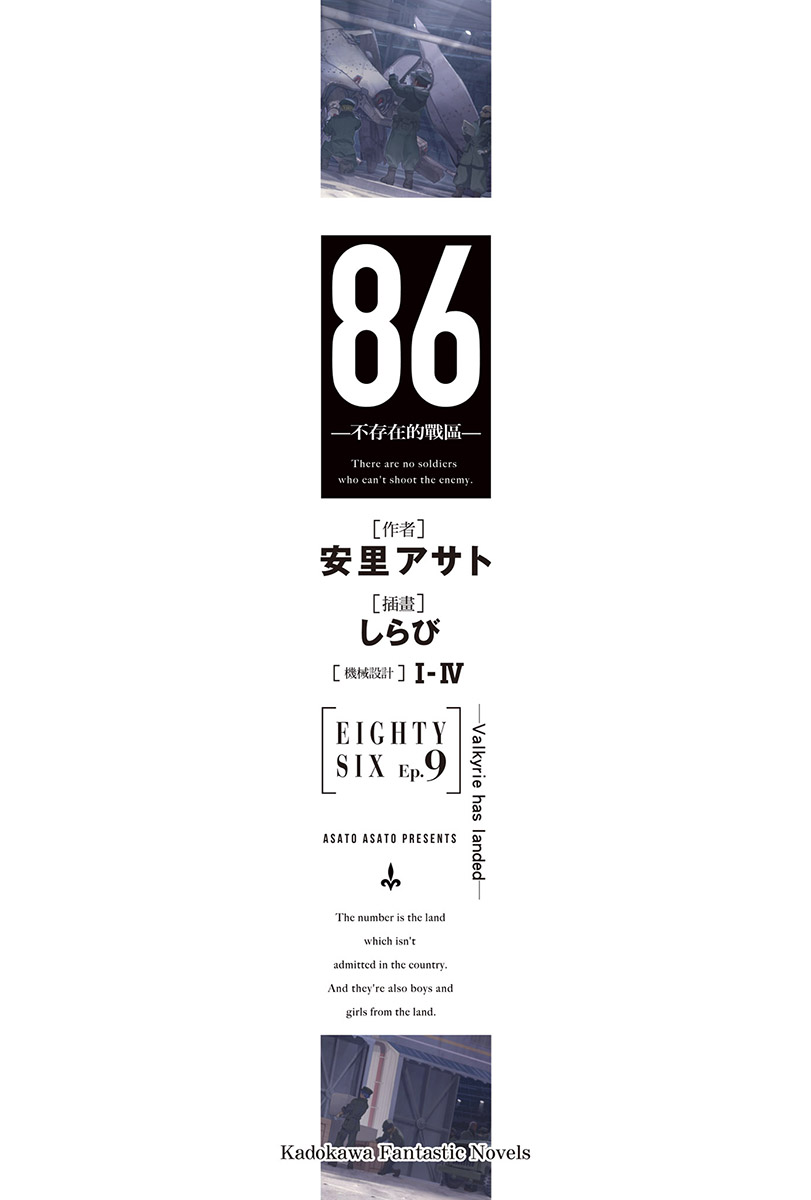 86
—不存在的戰區—
There are no soldiers
who can't shoot the enemy.
[作者]
安里アサト
[插畫]
しらび
[機械設計] I-IV
EIGHTY
SIX Ep.9
—Valkyrie has landed—
ASATO ASATO PRESENTS
The number is the land
which isn't
admitted in the country.
And they're also boys and
girls from the land.
Kadokawa Fantastic Novels